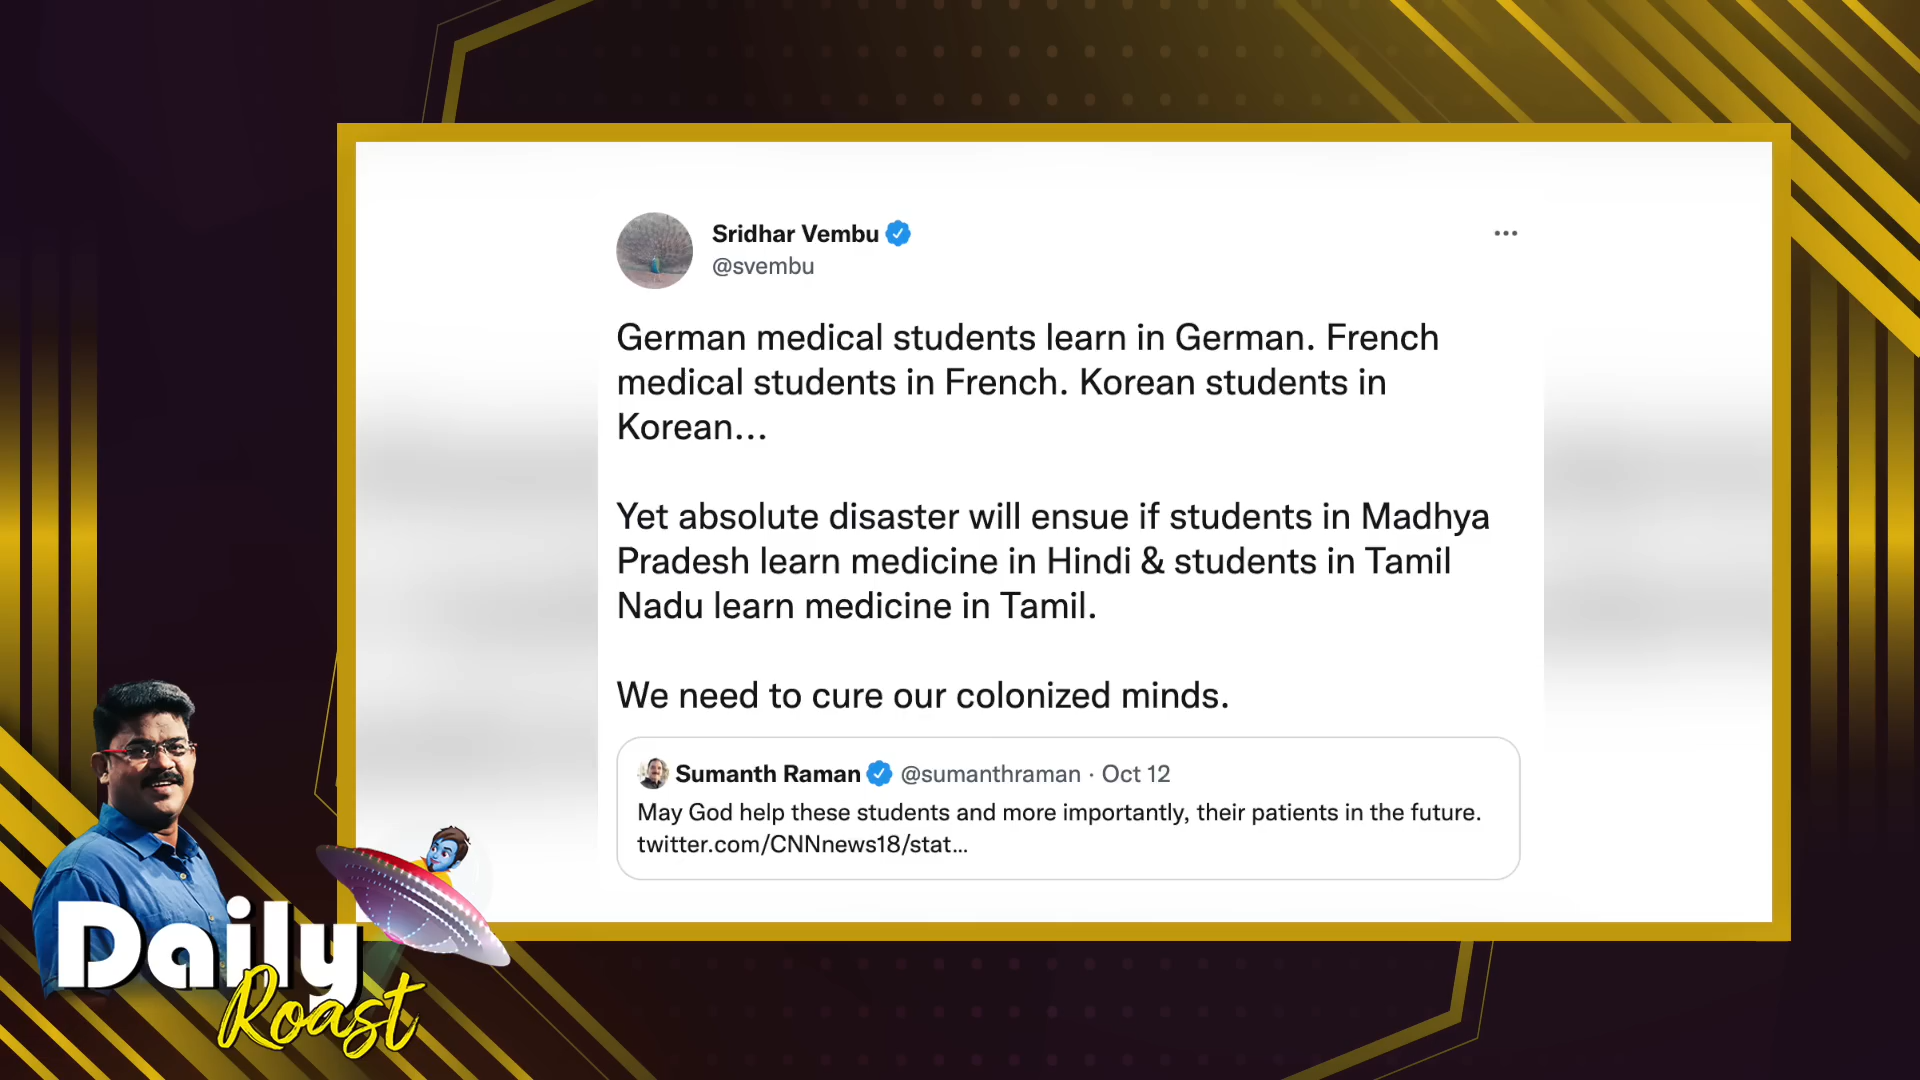 Sridhar Vembu
@svembu
German medical students learn in German. French
medical students in French. Korean students in
Korean...
Yet absolute disaster will ensue if students in Madhya
Pradesh learn medicine in Hindi & students in Tamil
Nadu learn medicine in Tamil.
We need to cure our colonized minds.
Sumanth Raman @sumanthraman · Oct 12
May God help these students and more importantly, their patients in the future.
twitter.com/CNNnews18/stat...
Daily
Roast